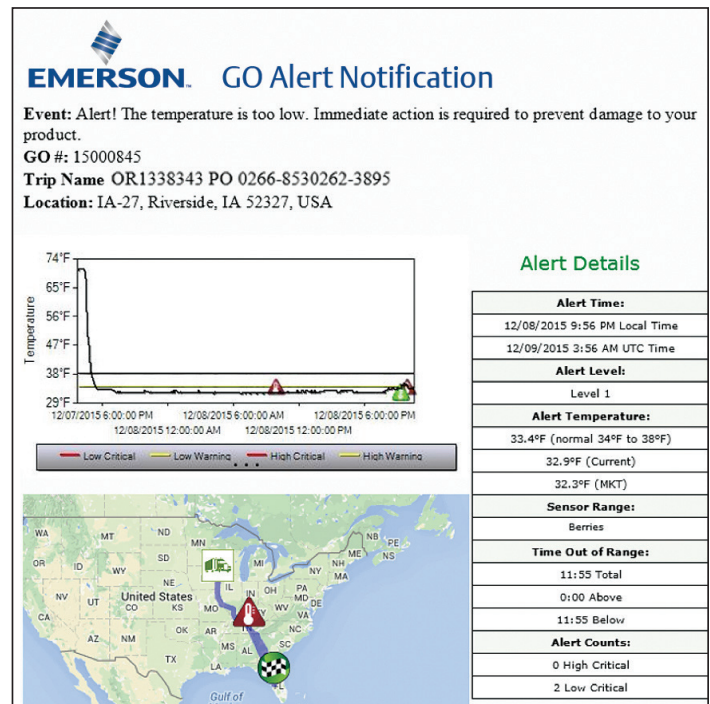 EMERSON.
GO Alert Notification
Event: Alert! The temperature is too low. Immediate action is required to prevent damage to your
product.
GO #: 15000845
Trip Name OR1338343 PO 0266-8530262-3895
Location: IA-27, Riverside, IA 52327, USA
74°F
65°F
56°F
47°F
38°F
29°F
Temperature
12/07/2015 6:00:00 PM 12/08/2015 6:00:00 AM 12/08/2015 6:00:00 PM
12/08/2015 12:00:00 AM 12/08/2015 12:00:00 PM
Low Critical Low Warning High Critical High Warning
Alert Details
Alert Time:
12/08/2015 9:56 PM Local Time
12/09/2015 3:56 AM UTC Time
Alert Level:
Level 1
Alert Temperature:
33.4ºF (normal 34ºF to 38ºF)
32.9ºF (Current)
32.3ºF (MKT)
Sensor Range:
Berries
Time Out of Range:
11:55 Total
0:00 Above
11:55 Below
Alert Counts:
0 High Critical
2 Low Critical
WA MT ND MN NB PE
OR ID WY SD MI NY ME NS
NH
MA
NV UT NE IL IN OH PA
United States MD DE
CO KS MO WV VA
CA
AZ NM OK AR NC
MS AL SC
TX LA
FL
Gulf of